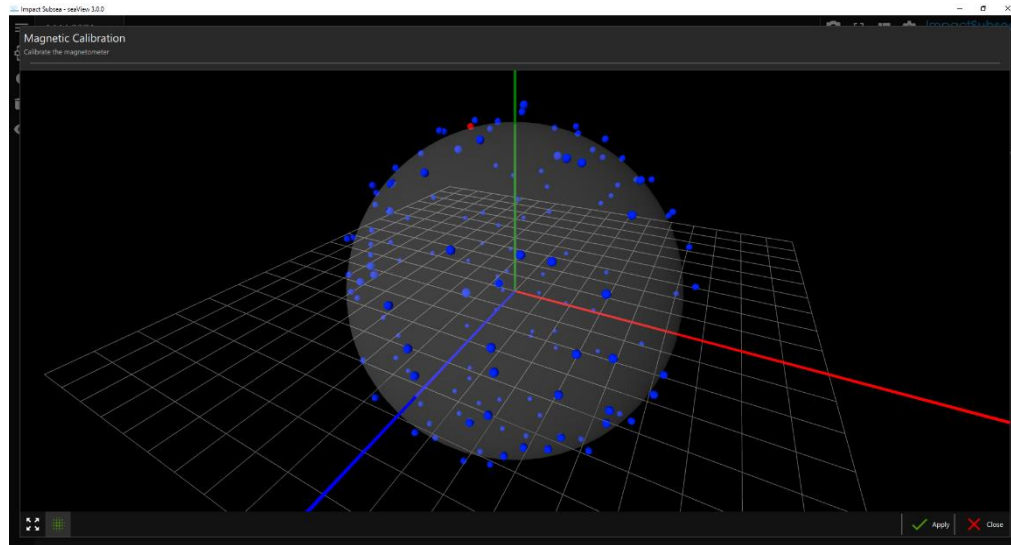 Impact Subsea - seaView 3.0.0
Magnetic Calibration
Calibrate the magnetometer
Apply
Close